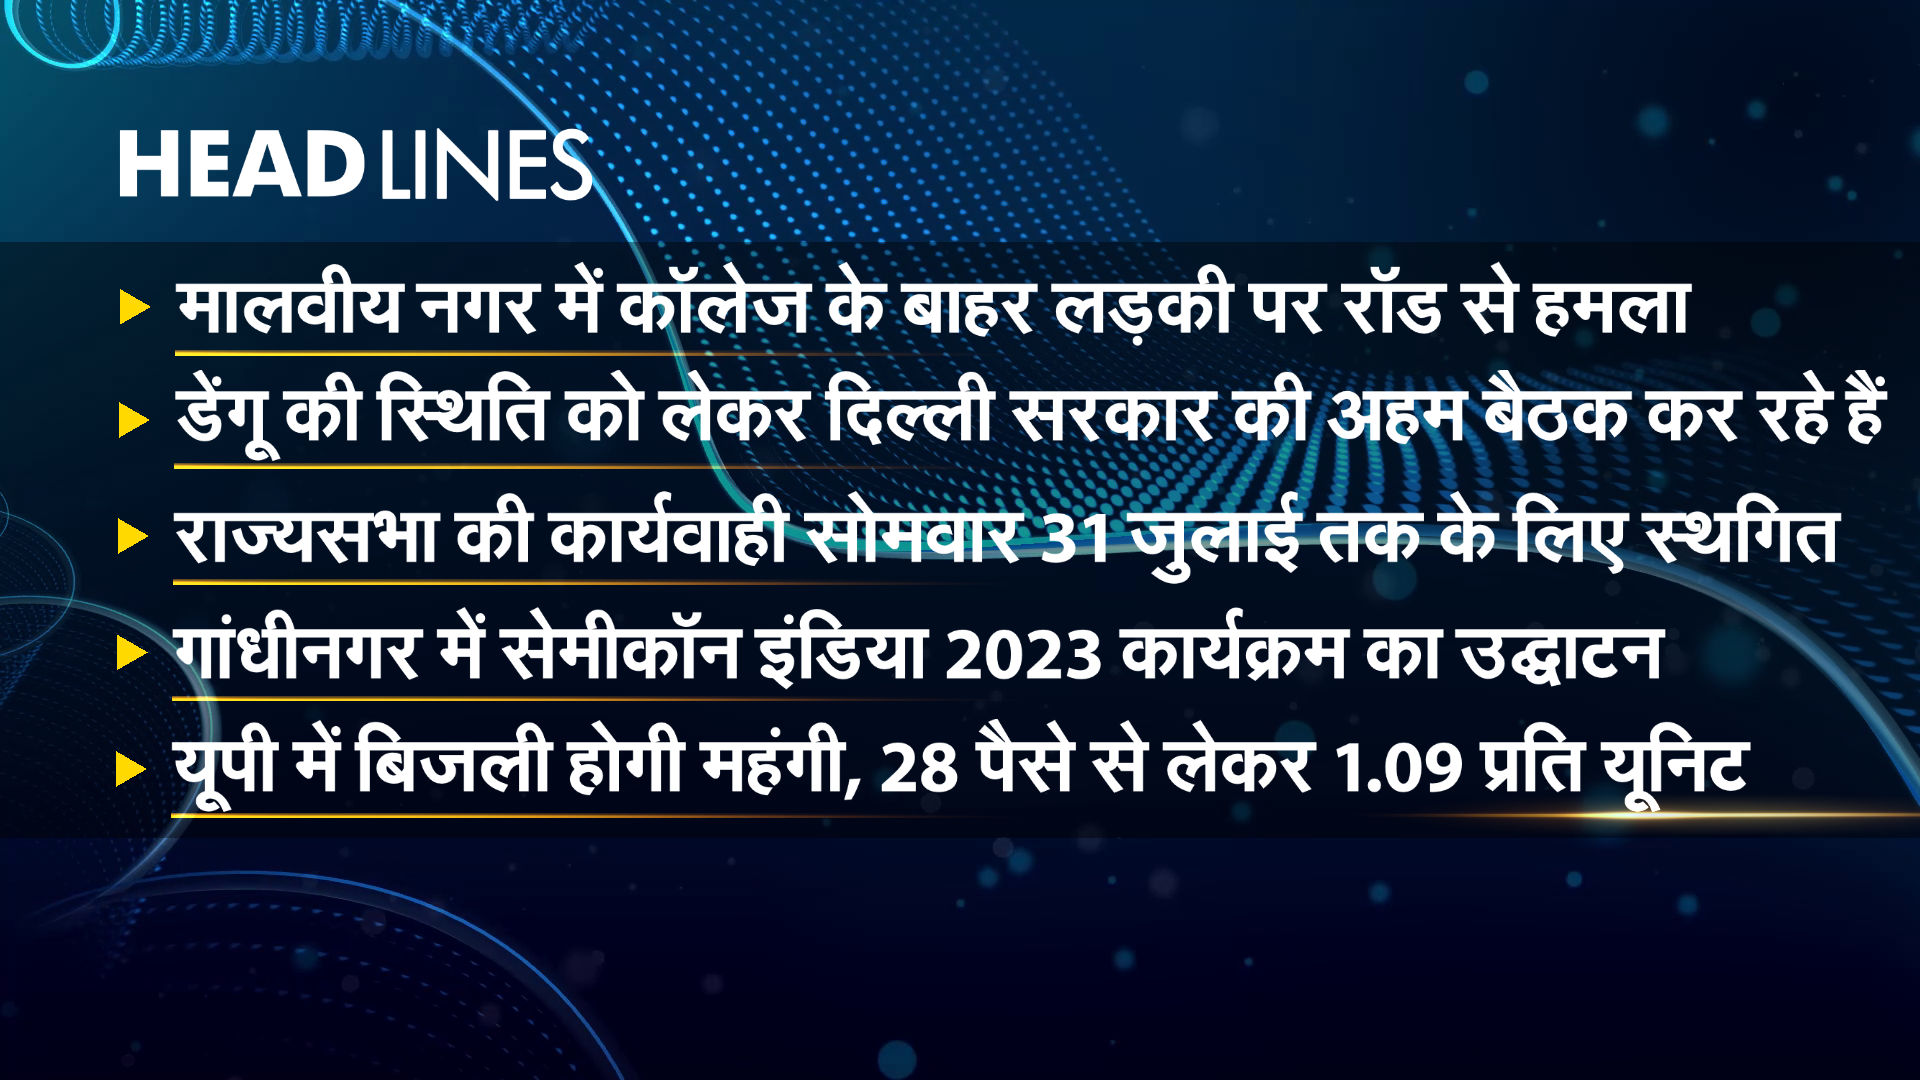 HEADLINES
मालवीय नगर में कॉलेज के बाहर लड़की पर रॉड से हमला
डेंगू की स्थिति को लेकर दिल्ली सरकार की अहम बैठक कर रहे हैं
राज्यसभा की कार्यवाही सोमवार 31 जुलाई तक के लिए स्थगित
गांधीनगर में सेमीकॉन इंडिया 2023 कार्यक्रम का उद्घाटन
यूपी में बिजली होगी महंगी, 28 पैसे से लेकर 1.09 प्रति यूनिट